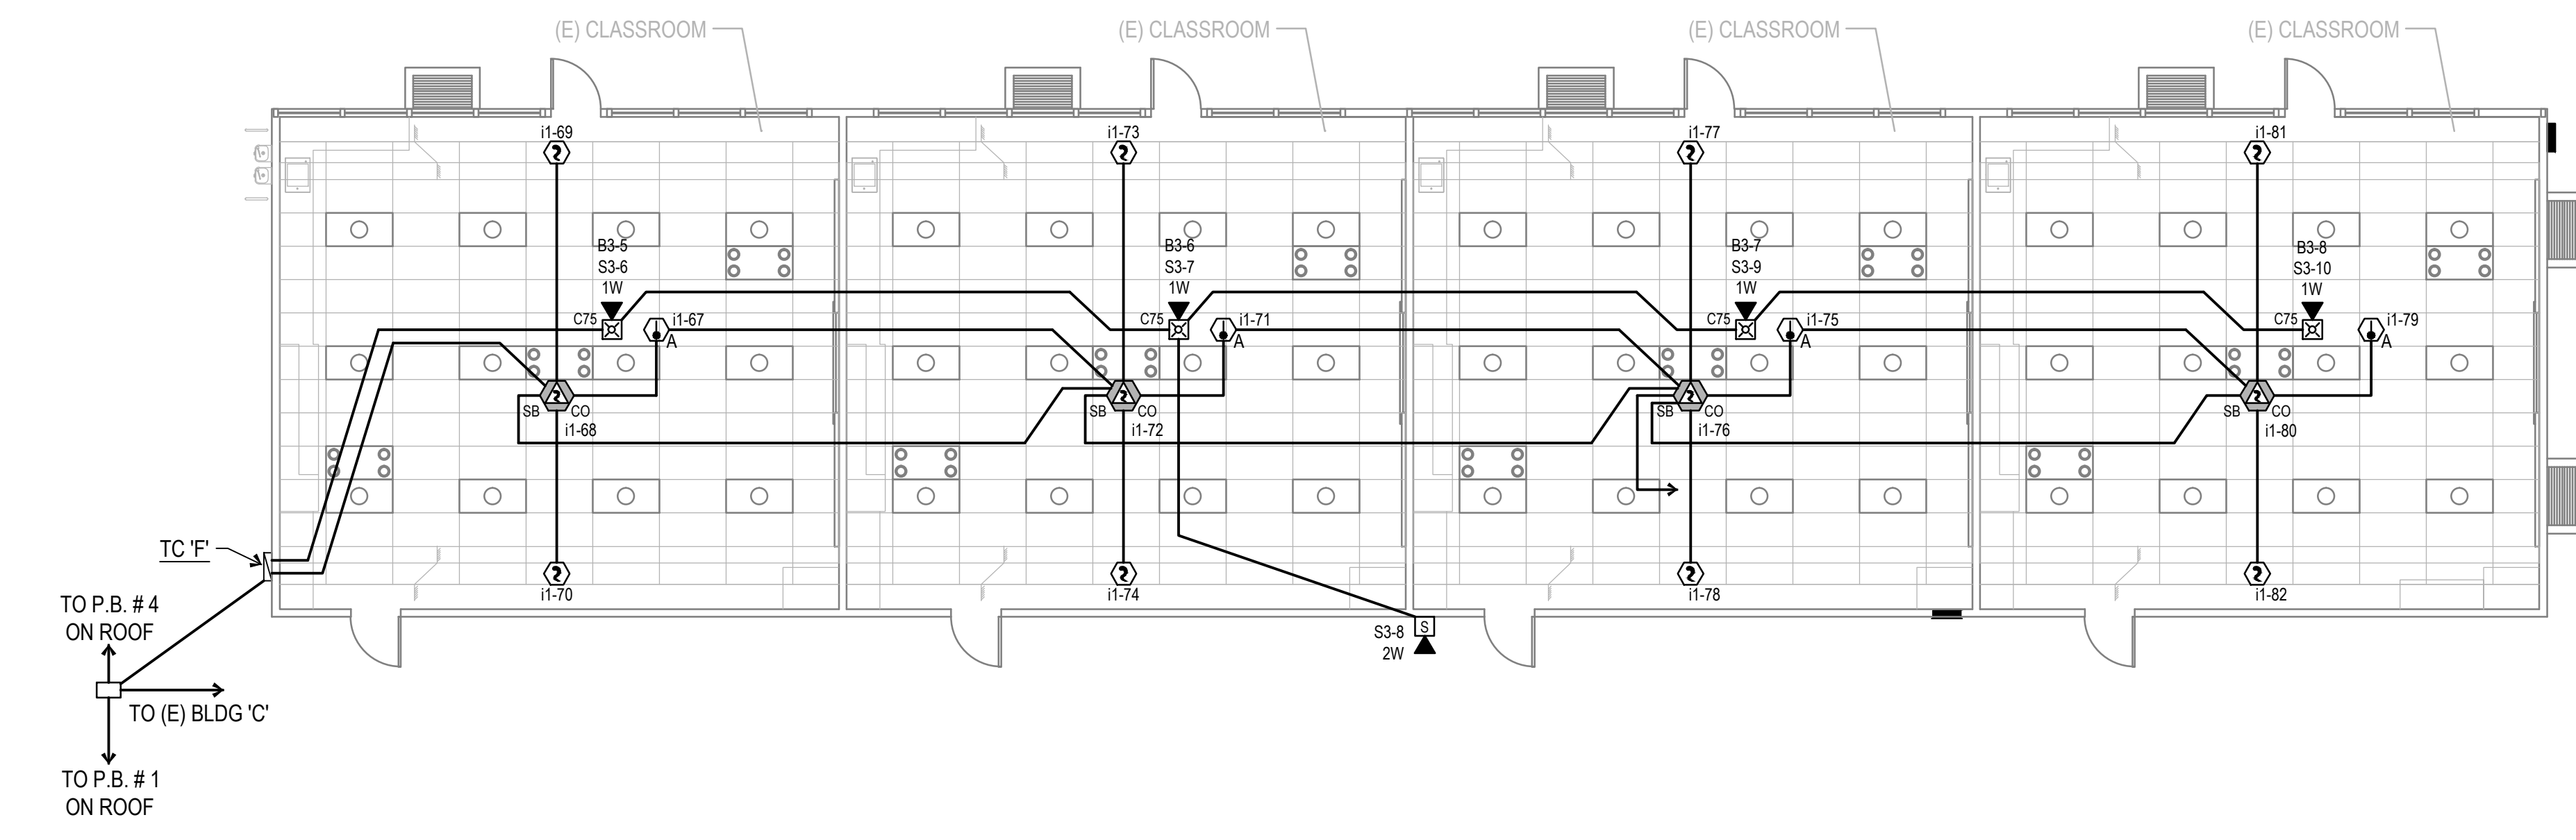 (E) CLASSROOM
(E) CLASSROOM
(E) CLASSROOM
(E) CLASSROOM
i1-69
i1-73
i1-77
i1-81
B3-5
S3-6
1W
B3-6
S3-7
1W
B3-7
S3-9
1W
B3-8
S3-10
1W
C75
i1-67
A
C75
i1-71
A
C75
i1-75
A
C75
i1-79
A
SB
CO
i1-68
SB
CO
i1-72
SB
CO
i1-76
SB
CO
i1-80
TC 'F'
i1-70
i1-74
i1-78
i1-82
TO P.B. # 4
ON ROOF
S3-8
2W
S
TO (E) BLDG 'C'
TO P.B. # 1
ON ROOF